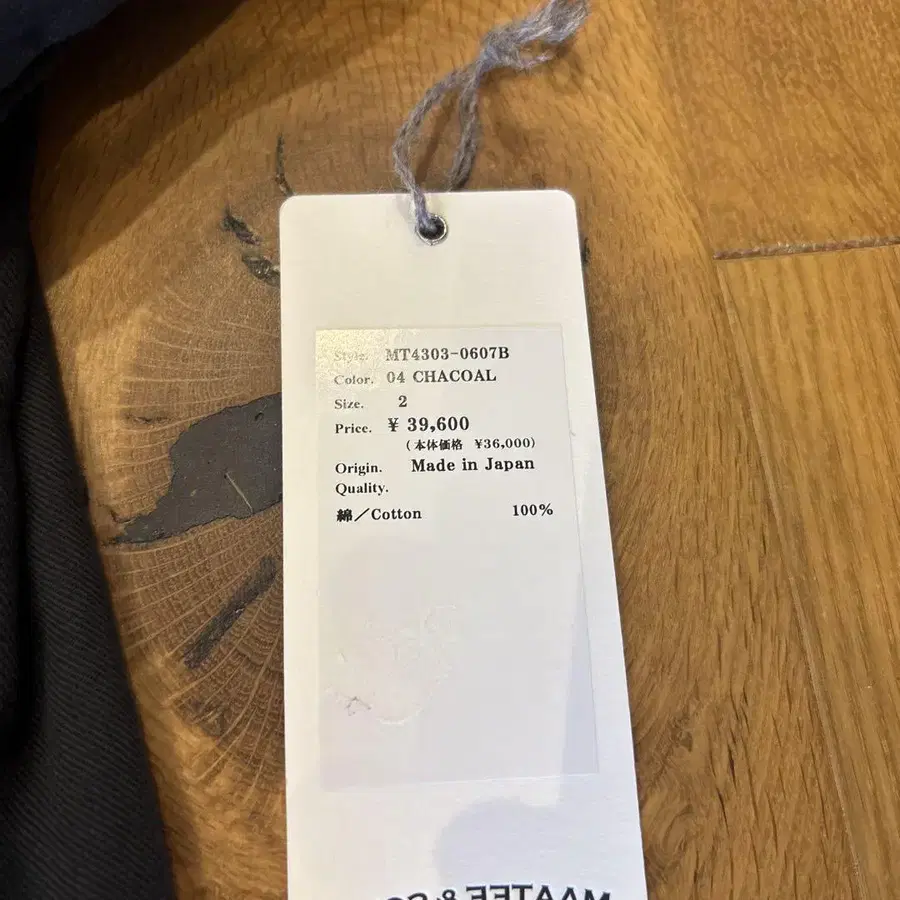 Style. MT4303-0607B
Color. 04 CHACOAL
Size. 2
Price. ¥ 39,600
(本体価格 ¥36,000)
Origin. Made in Japan
Quality.
綿／Cotton 100%
MAATEE &